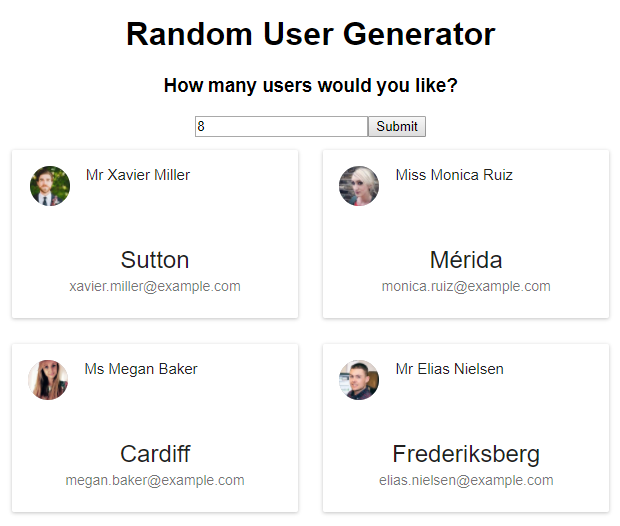 Random User Generator
How many users would you like?
8 Submit
Mr Xavier Miller
Sutton
xavier.miller@example.com
Miss Monica Ruiz
Mérida
monica.ruiz@example.com
Ms Megan Baker
Cardiff
megan.baker@example.com
Mr Elias Nielsen
Frederiksberg
elias.nielsen@example.com